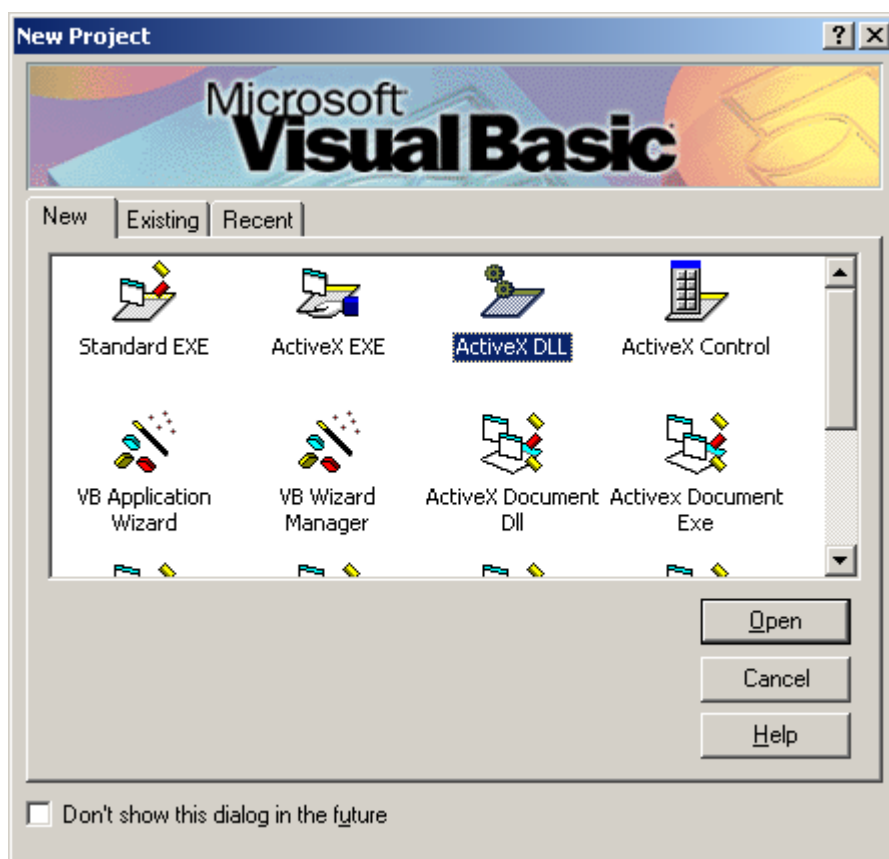 New Project
Microsoft
Visual Basic
New Existing Recent
Standard EXE ActiveX EXE ActiveX DLL ActiveX Control
VB Application Wizard
VB Wizard Manager
ActiveX Document Dll
Activex Document Exe
Open
Cancel
Help
Don't show this dialog in the future